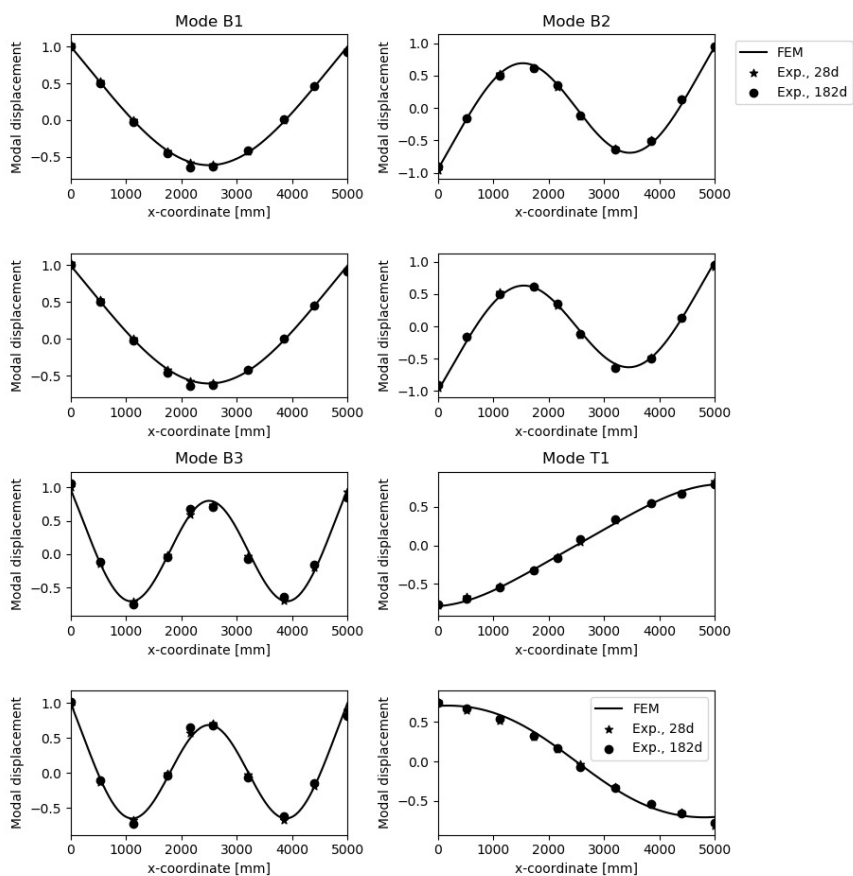 Mode B1
Modal displacement
1.0
0.5
0.0
−0.5
0 1000 2000 3000 4000 5000
x-coordinate [mm]
Mode B2
Modal displacement
1.0
0.5
0.0
−0.5
−1.0
0 1000 2000 3000 4000 5000
x-coordinate [mm]
FEM
Exp., 28d
Exp., 182d
Modal displacement
1.0
0.5
0.0
−0.5
0 1000 2000 3000 4000 5000
x-coordinate [mm]
Modal displacement
1.0
0.5
0.0
−0.5
−1.0
0 1000 2000 3000 4000 5000
x-coordinate [mm]
Mode B3
Modal displacement
1.0
0.5
0.0
−0.5
0 1000 2000 3000 4000 5000
x-coordinate [mm]
Mode T1
Modal displacement
0.5
0.0
−0.5
0 1000 2000 3000 4000 5000
x-coordinate [mm]
Modal displacement
1.0
0.5
0.0
−0.5
0 1000 2000 3000 4000 5000
x-coordinate [mm]
Modal displacement
0.5
0.0
−0.5
FEM
Exp., 28d
Exp., 182d
0 1000 2000 3000 4000 5000
x-coordinate [mm]